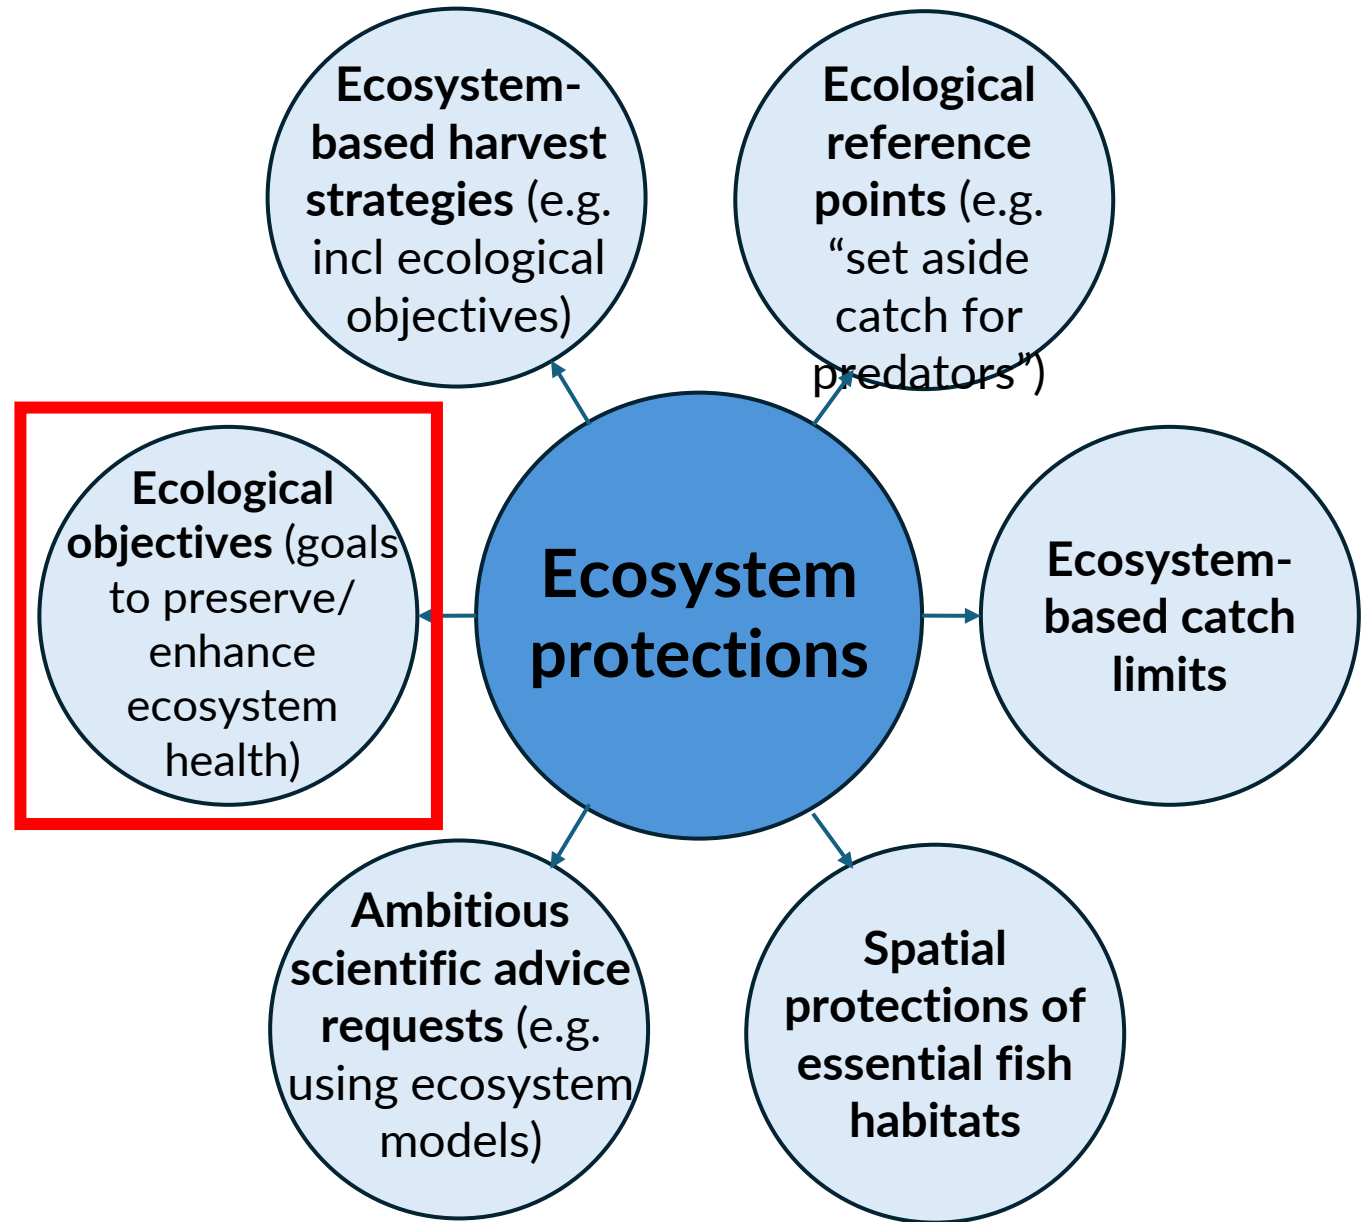 Ecosystem-
based harvest
strategies (e.g.
incl ecological
objectives)
Ecological
reference
points (e.g.
“set aside
catch for
predators”)
Ecological
objectives (goals
to preserve/
enhance
ecosystem
health)
Ecosystem
protections
Ecosystem-
based catch
limits
Ambitious
scientific advice
requests (e.g.
using ecosystem
models)
Spatial
protections of
essential fish
habitats